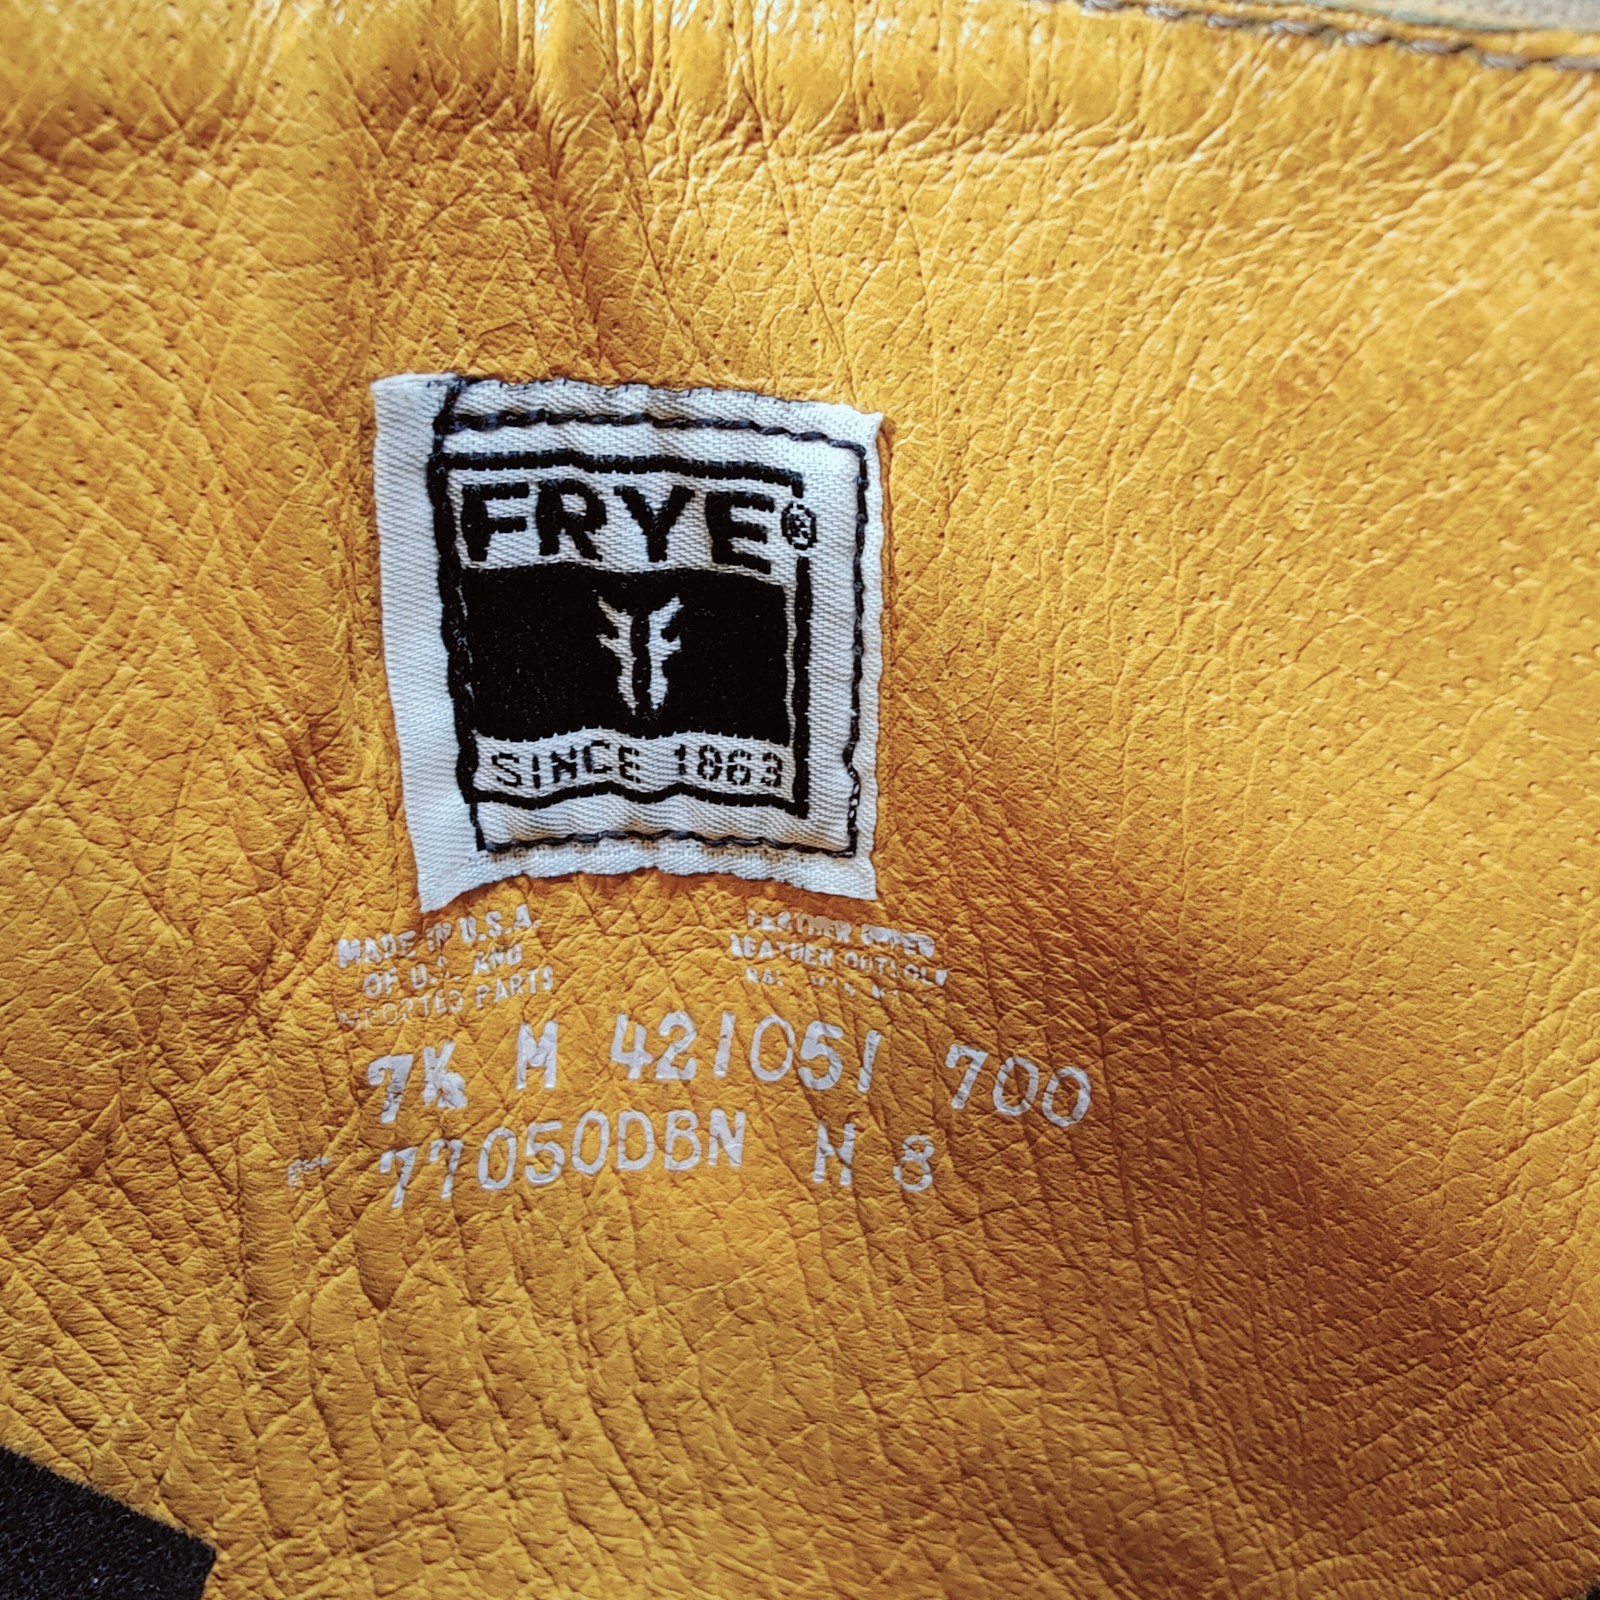 FRYE®
SINCE 1863
MADE IN U.S.A.
OF U.S. AND
IMPORTED PARTS
LEATHER UPPER
LEATHER OUTSOLE
7½ M 421051 700
77050DBN N 8